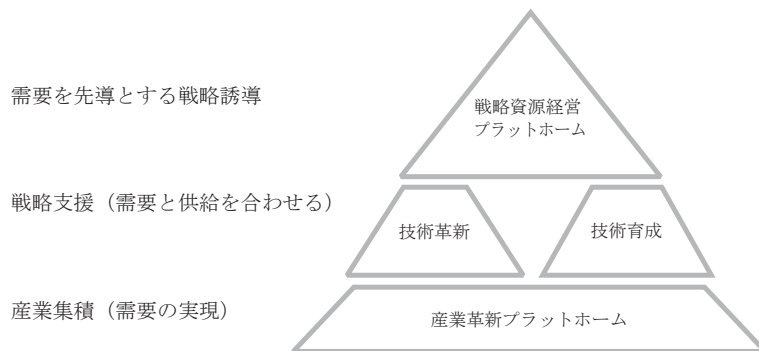 需要を先導とする戦略誘導
戦略資源経営
プラットホーム
戦略支援（需要と供給を合わせる）
技術革新
技術育成
産業集積（需要の実現）
産業革新プラットホーム